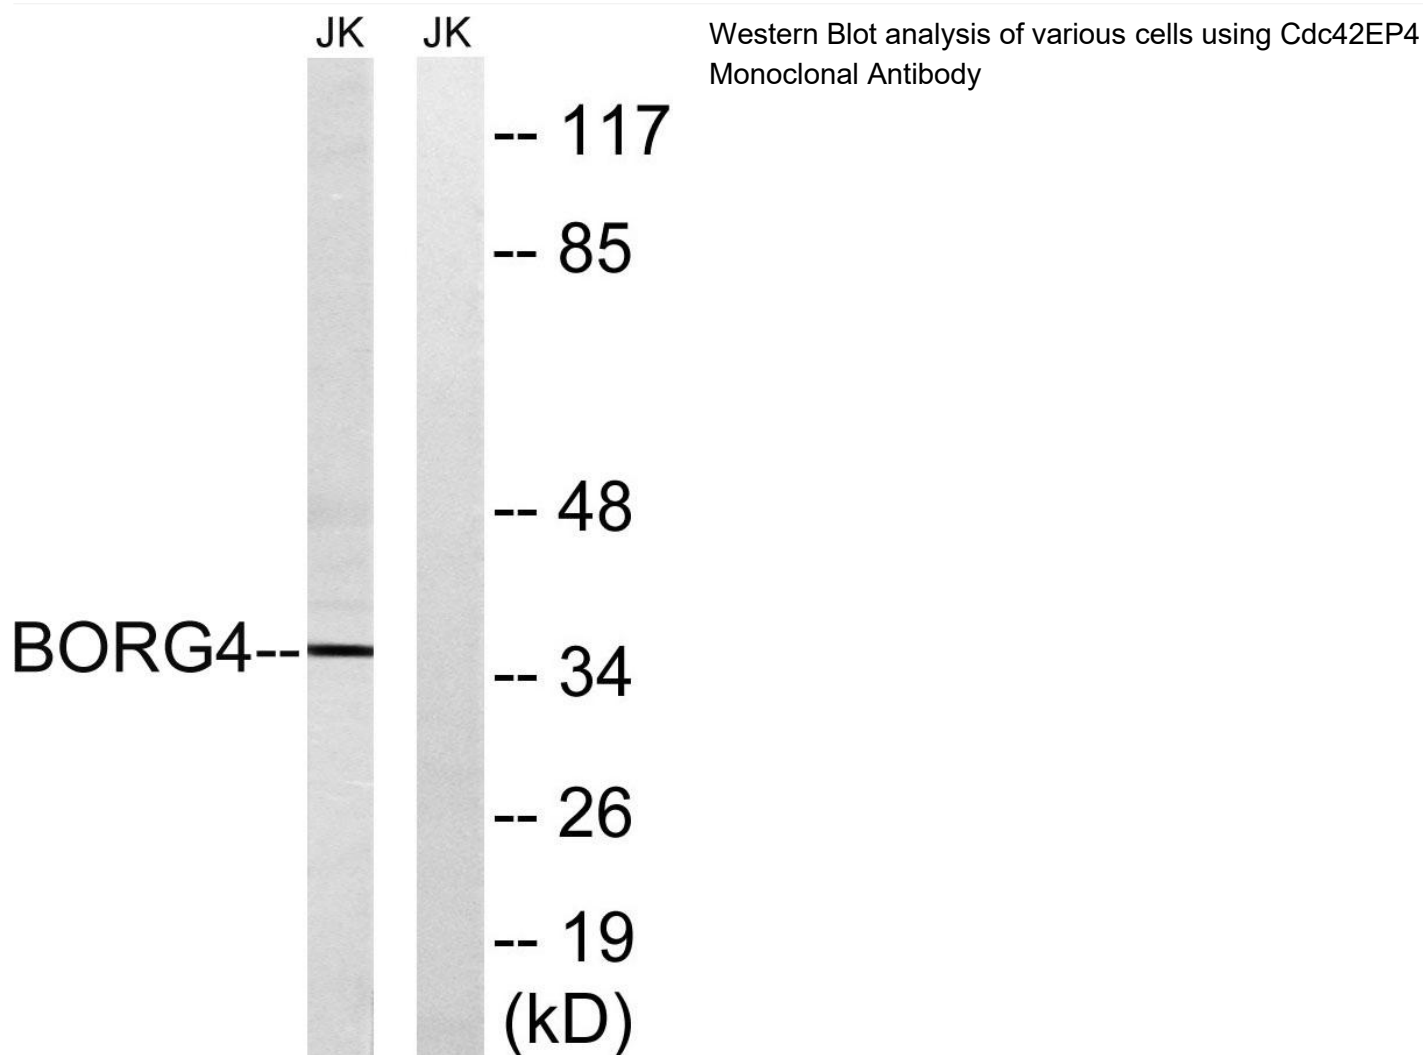 JK JK
Western Blot analysis of various cells using Cdc42EP4
Monoclonal Antibody
-- 117
-- 85
-- 48
BORG4--
-- 34
-- 26
-- 19
(kD)